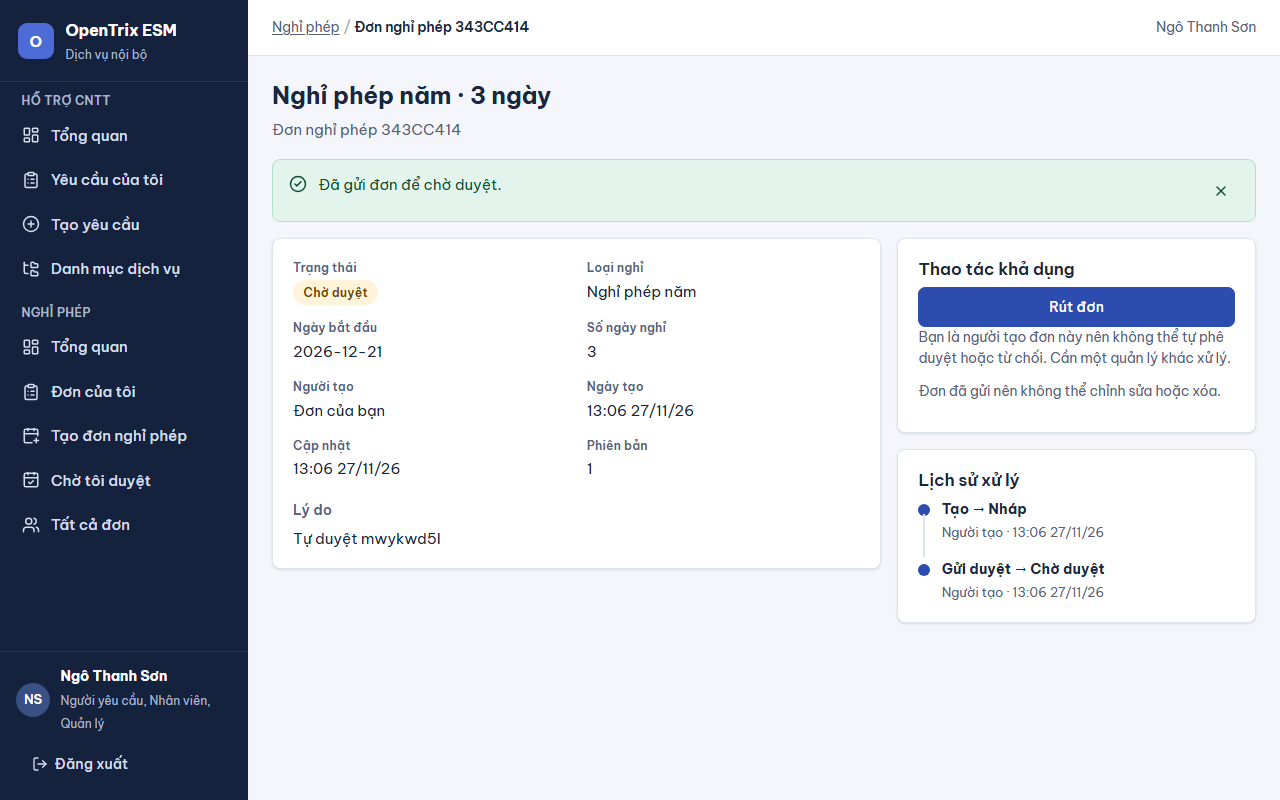 O
OpenTrix ESM
Dịch vụ nội bộ
HỖ TRỢ CNTT
Tổng quan
Yêu cầu của tôi
Tạo yêu cầu
Danh mục dịch vụ
NGHỈ PHÉP
Tổng quan
Đơn của tôi
Tạo đơn nghỉ phép
Chờ tôi duyệt
Tất cả đơn
NS
Ngô Thanh Sơn
Người yêu cầu, Nhân viên,
Quản lý
Đăng xuất
Nghỉ phép / Đơn nghỉ phép 343CC414
Ngô Thanh Sơn
Nghỉ phép năm · 3 ngày
Đơn nghỉ phép 343CC414
Đã gửi đơn để chờ duyệt.
Trạng thái
Chờ duyệt
Loại nghỉ
Nghỉ phép năm
Ngày bắt đầu
2026-12-21
Số ngày nghỉ
3
Người tạo
Đơn của bạn
Ngày tạo
13:06 27/11/26
Cập nhật
13:06 27/11/26
Phiên bản
1
Lý do
Tự duyệt mwykwd5l
Thao tác khả dụng
Rút đơn
Bạn là người tạo đơn này nên không thể tự phê
duyệt hoặc từ chối. Cần một quản lý khác xử lý.
Đơn đã gửi nên không thể chỉnh sửa hoặc xóa.
Lịch sử xử lý
Tạo → Nháp
Người tạo · 13:06 27/11/26
Gửi duyệt → Chờ duyệt
Người tạo · 13:06 27/11/26